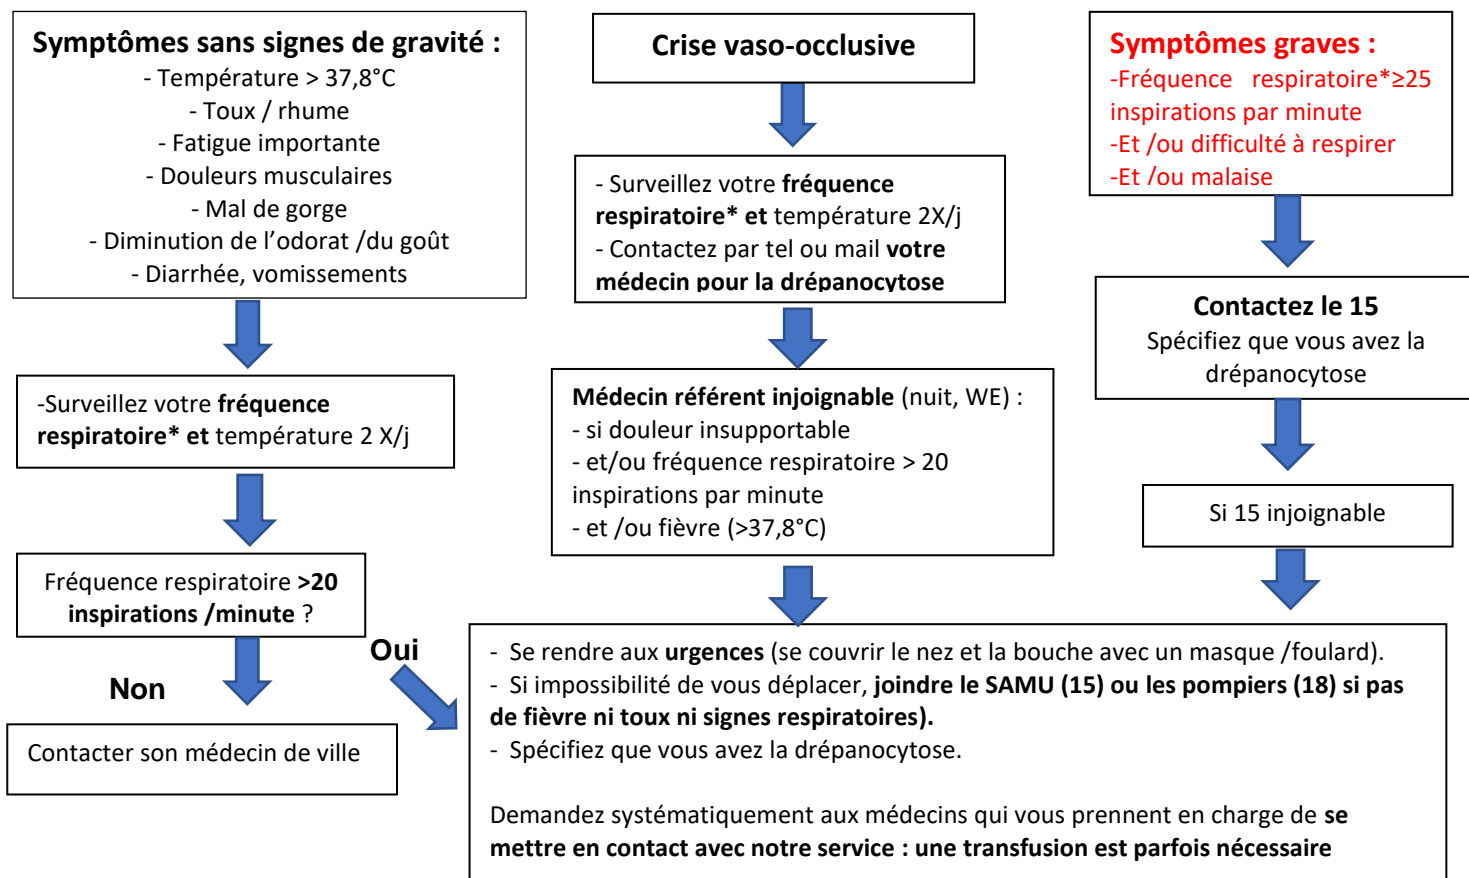 Symptômes sans signes de gravité :
- Température > 37,8°C
- Toux / rhume
- Fatigue importante
- Douleurs musculaires
- Mal de gorge
- Diminution de l'odorat /du goût
- Diarrhée, vomissements
-Surveillez votre fréquence
respiratoire* et température 2 X/j
Fréquence respiratoire >20
inspirations /minute ?
Non
Oui
Contacter son médecin de ville
Crise vaso-occlusive
- Surveillez votre fréquence
respiratoire* et température 2X/j
- Contactez par tel ou mail votre
médecin pour la drépanocytose
Médecin référent injoignable (nuit, WE) :
- si douleur insupportable
- et/ou fréquence respiratoire > 20
inspirations par minute
- et /ou fièvre (>37,8°C)
Symptômes graves :
-Fréquence respiratoire*≥25
inspirations par minute
-Et /ou difficulté à respirer
-Et /ou malaise
Contactez le 15
Spécifiez que vous avez la
drépanocytose
Si 15 injoignable
- Se rendre aux urgences (se couvrir le nez et la bouche avec un masque /foulard).
- Si impossibilité de vous déplacer, joindre le SAMU (15) ou les pompiers (18) si pas
de fièvre ni toux ni signes respiratoires).
- Spécifiez que vous avez la drépanocytose.
Demandez systématiquement aux médecins qui vous prennent en charge de se
mettre en contact avec notre service : une transfusion est parfois nécessaire